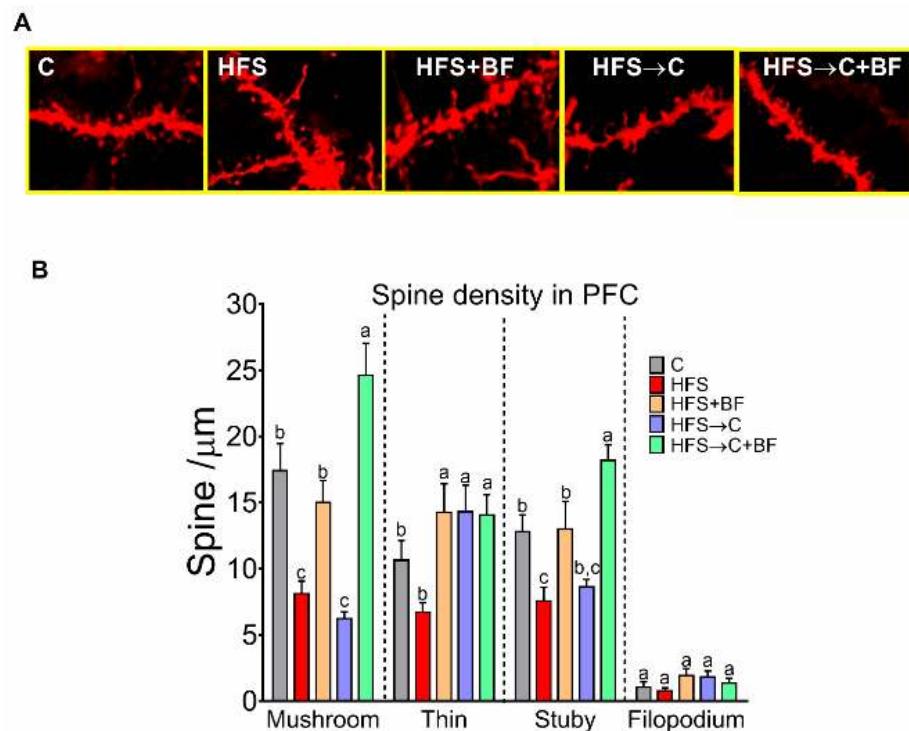 A
C HFS HFS+BF HFS→C HFS→C+BF
B
Spine density in PFC
Spine /μm
30
25
20
15
10
5
0
b c b c a
b b a a a
b c b b,c a
a a a a a
C
HFS
HFS+BF
HFS→C
HFS→C+BF
Mushroom Thin Stuby Filopodium